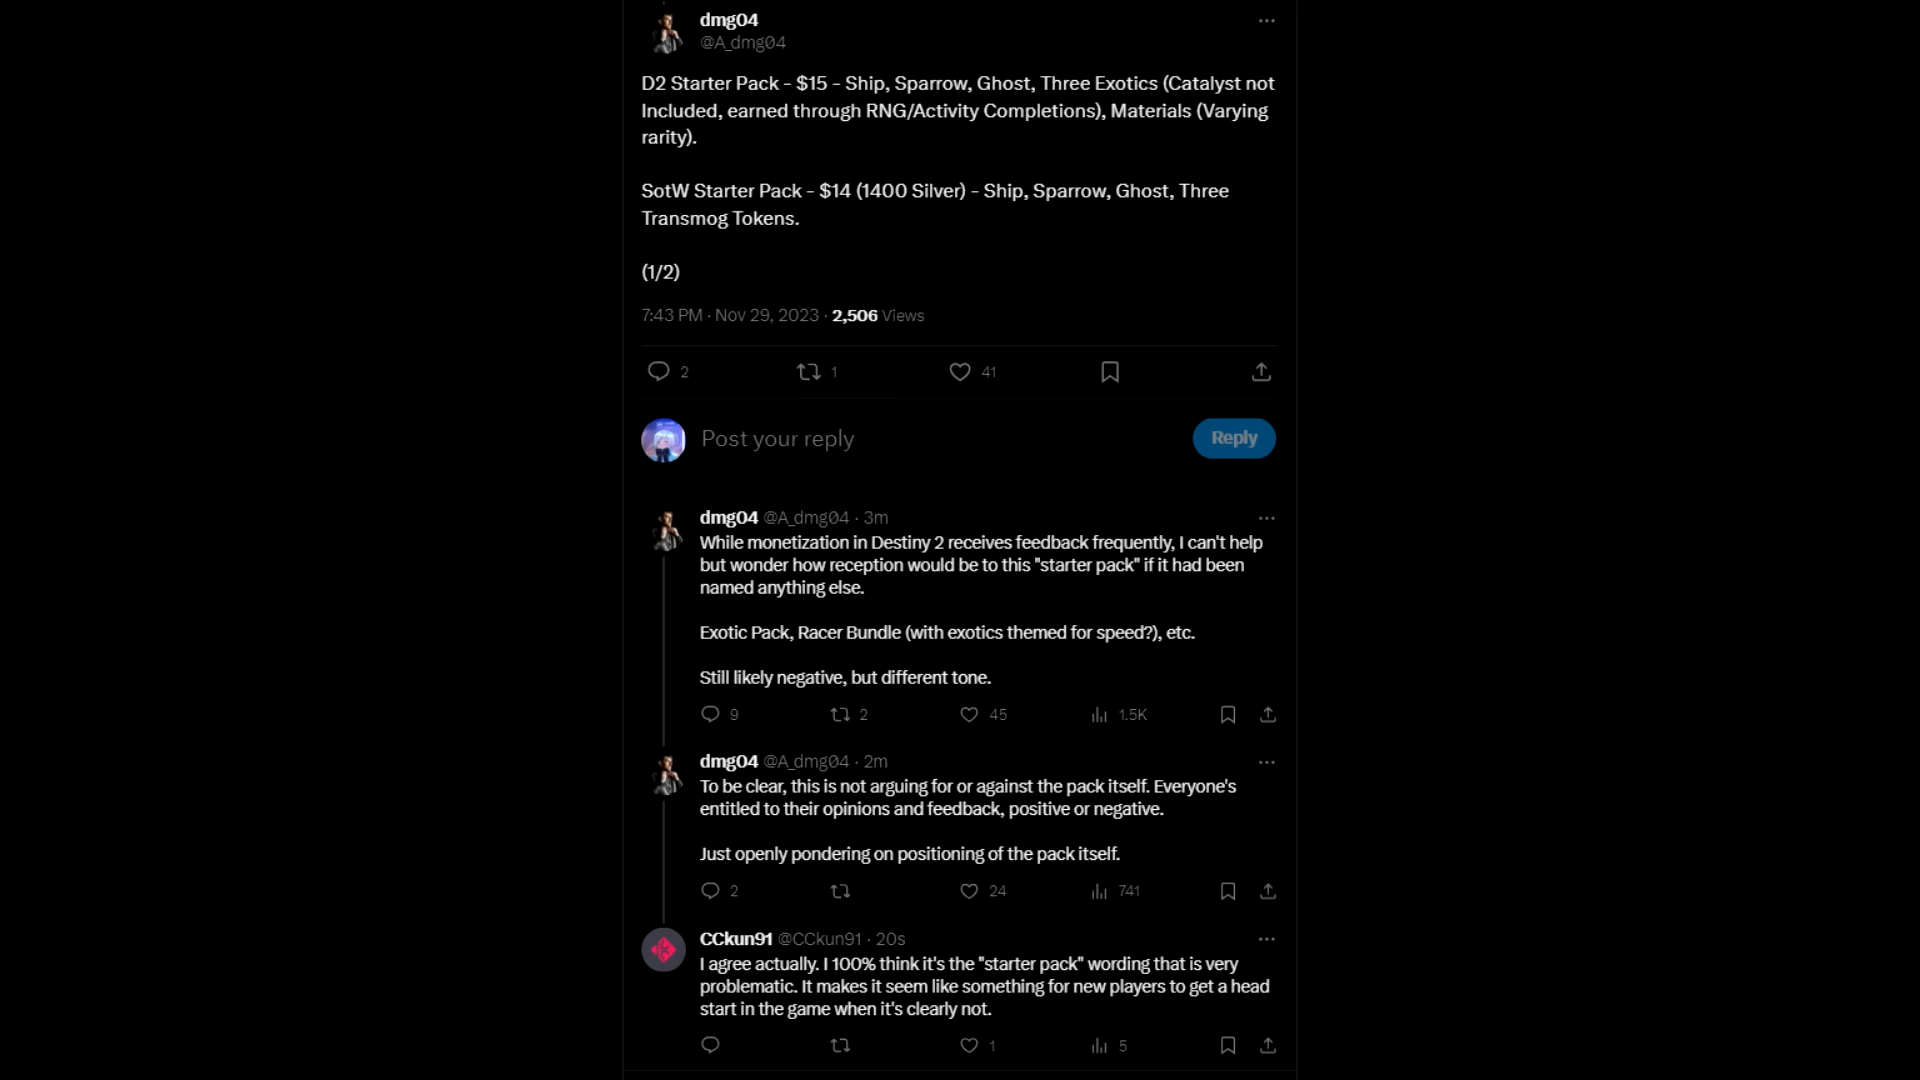 dmg04
@A_dmg04
D2 Starter Pack - $15 - Ship, Sparrow, Ghost, Three Exotics (Catalyst not
Included, earned through RNG/Activity Completions), Materials (Varying
rarity).
SotW Starter Pack - $14 (1400 Silver) - Ship, Sparrow, Ghost, Three
Transmog Tokens.
(1/2)
7:43 PM · Nov 29, 2023 · 2,506 Views
2 1 41
Post your reply
Reply
dmg04 @A_dmg04 · 3m
While monetization in Destiny 2 receives feedback frequently, I can't help
but wonder how reception would be to this "starter pack" if it had been
named anything else.
Exotic Pack, Racer Bundle (with exotics themed for speed?), etc.
Still likely negative, but different tone.
9 2 45 1.5K
dmg04 @A_dmg04 · 2m
To be clear, this is not arguing for or against the pack itself. Everyone's
entitled to their opinions and feedback, positive or negative.
Just openly pondering on positioning of the pack itself.
2 24 741
CCkun91 @CCkun91 · 20s
I agree actually. I 100% think it's the "starter pack" wording that is very
problematic. It makes it seem like something for new players to get a head
start in the game when it's clearly not.
1 5